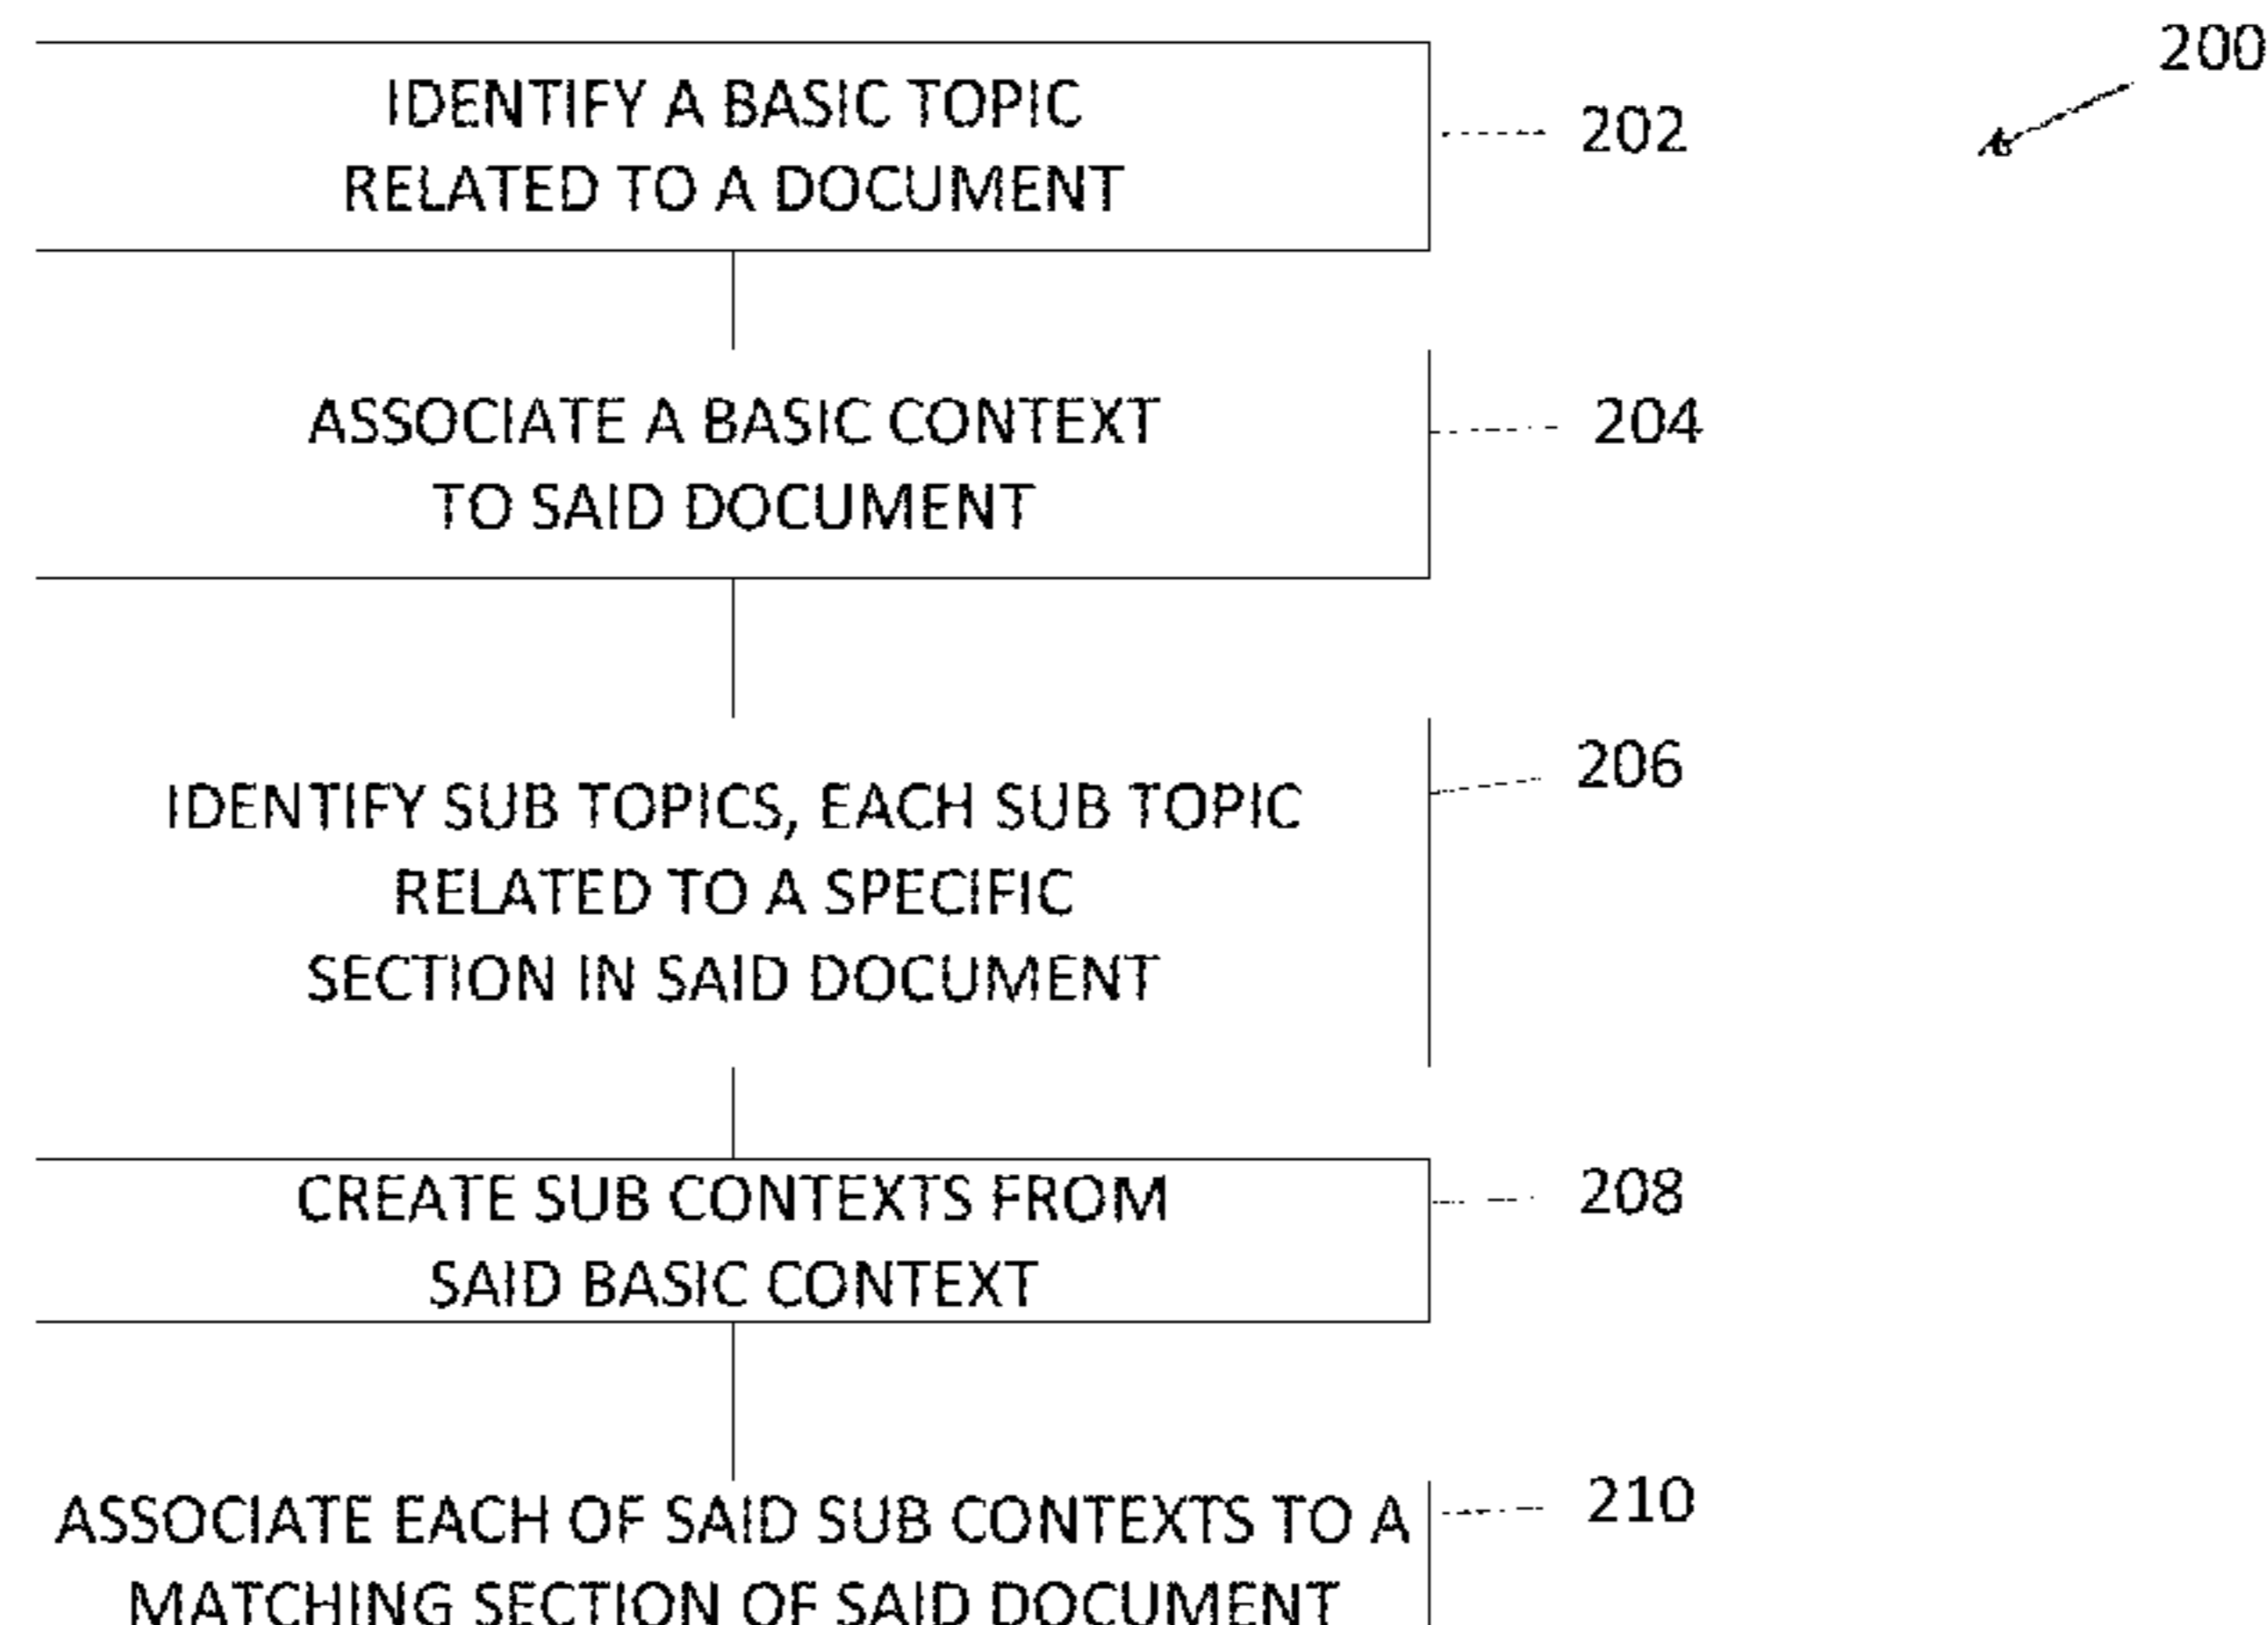 200
IDENTIFY A BASIC TOPIC
RELATED TO A DOCUMENT
202
ASSOCIATE A BASIC CONTEXT
TO SAID DOCUMENT
204
IDENTIFY SUB TOPICS, EACH SUB TOPIC
RELATED TO A SPECIFIC
SECTION IN SAID DOCUMENT
206
CREATE SUB CONTEXTS FROM
SAID BASIC CONTEXT
208
ASSOCIATE EACH OF SAID SUB CONTEXTS TO A
MATCHING SECTION OF SAID DOCUMENT
210